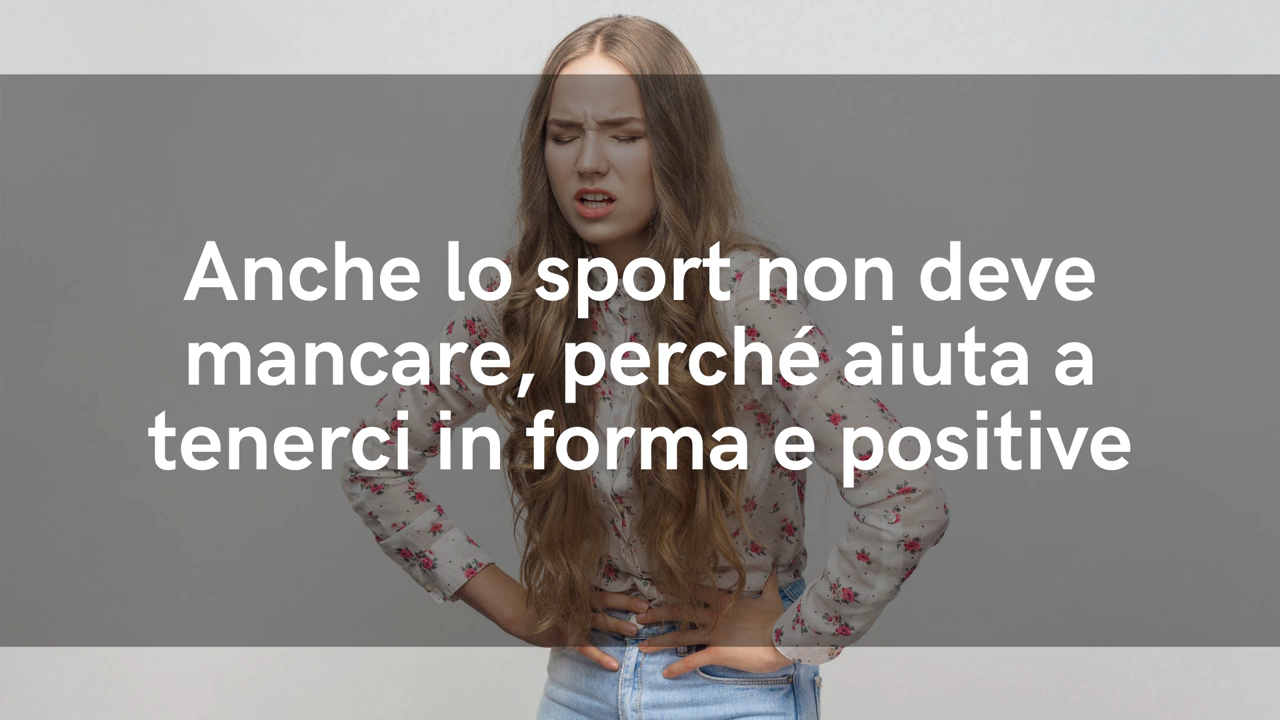 Anche lo sport non deve
mancare, perché aiuta a
tenerci in forma e positive